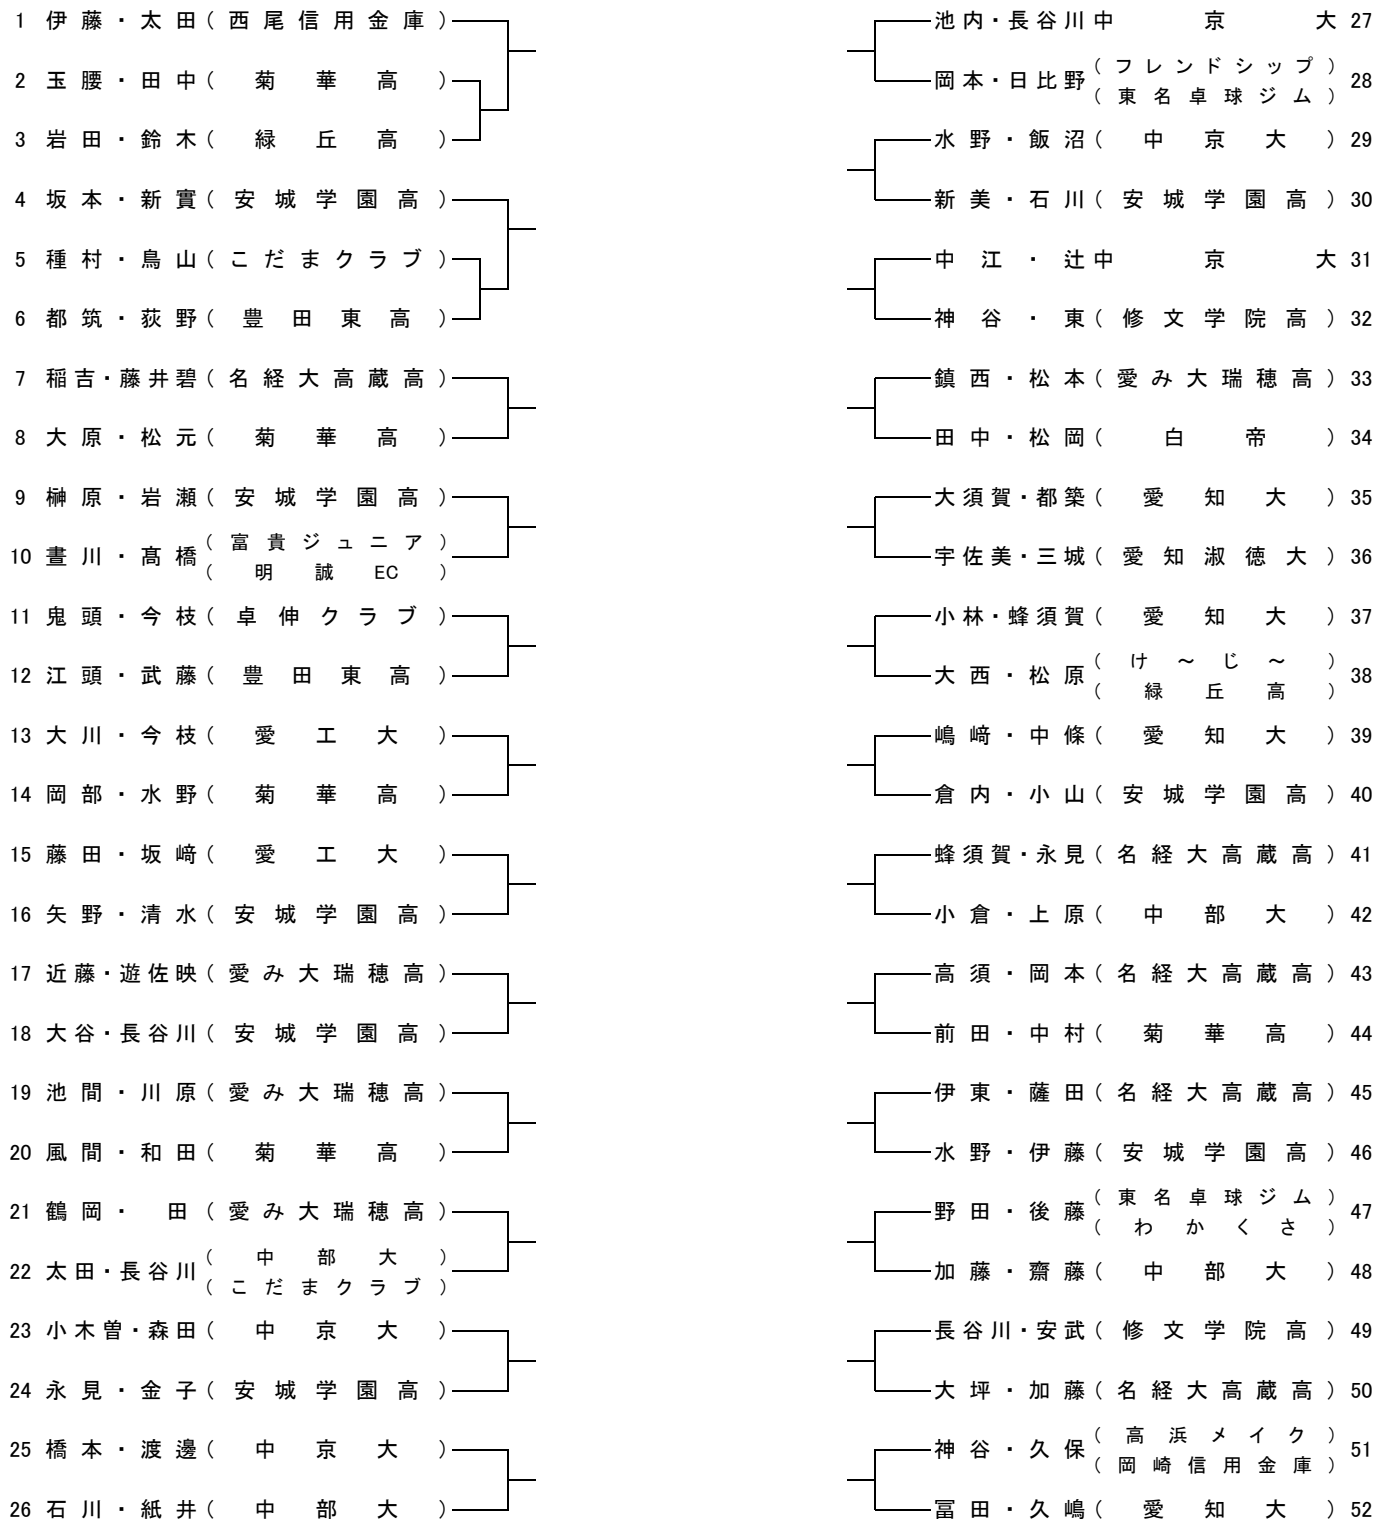 1 伊藤・太田（西尾信用金庫）
2 玉腰・田中（菊華高）
3 岩田・鈴木（緑丘高）
4 坂本・新實（安城学園高）
5 種村・鳥山（こだまクラブ）
6 都筑・荻野（豊田東高）
7 稲吉・藤井碧（名経大高蔵高）
8 大原・松元（菊華高）
9 榊原・岩瀬（安城学園高）
10 晝川・髙橋（富貴ジュニア）
（明誠EC）
11 鬼頭・今枝（卓伸クラブ）
12 江頭・武藤（豊田東高）
13 大川・今枝（愛工大）
14 岡部・水野（菊華高）
15 藤田・坂﨑（愛工大）
16 矢野・清水（安城学園高）
17 近藤・遊佐映（愛み大瑞穂高）
18 大谷・長谷川（安城学園高）
19 池間・川原（愛み大瑞穂高）
20 風間・和田（菊華高）
21 鶴岡・　田（愛み大瑞穂高）
22 太田・長谷川（中部大）
（こだまクラブ）
23 小木曽・森田（中京大）
24 永見・金子（安城学園高）
25 橋本・渡邊（中京大）
26 石川・紙井（中部大）
池内・長谷川 中京大 27
岡本・日比野（フレンドシップ）
（東名卓球ジム） 28
水野・飯沼（中京大） 29
新美・石川（安城学園高） 30
中江・辻 中京大 31
神谷・東（修文学院高） 32
鎮西・松本（愛み大瑞穂高） 33
田中・松岡（白帝） 34
大須賀・都築（愛知大） 35
宇佐美・三城（愛知淑徳大） 36
小林・蜂須賀（愛知大） 37
大西・松原（け～じ～）
（緑丘高） 38
嶋﨑・中條（愛知大） 39
倉内・小山（安城学園高） 40
蜂須賀・永見（名経大高蔵高） 41
小倉・上原（中部大） 42
高須・岡本（名経大高蔵高） 43
前田・中村（菊華高） 44
伊東・薩田（名経大高蔵高） 45
水野・伊藤（安城学園高） 46
野田・後藤（東名卓球ジム）
（わかくさ） 47
加藤・齋藤（中部大） 48
長谷川・安武（修文学院高） 49
大坪・加藤（名経大高蔵高） 50
神谷・久保（高浜メイク）
（岡崎信用金庫） 51
冨田・久嶋（愛知大） 52